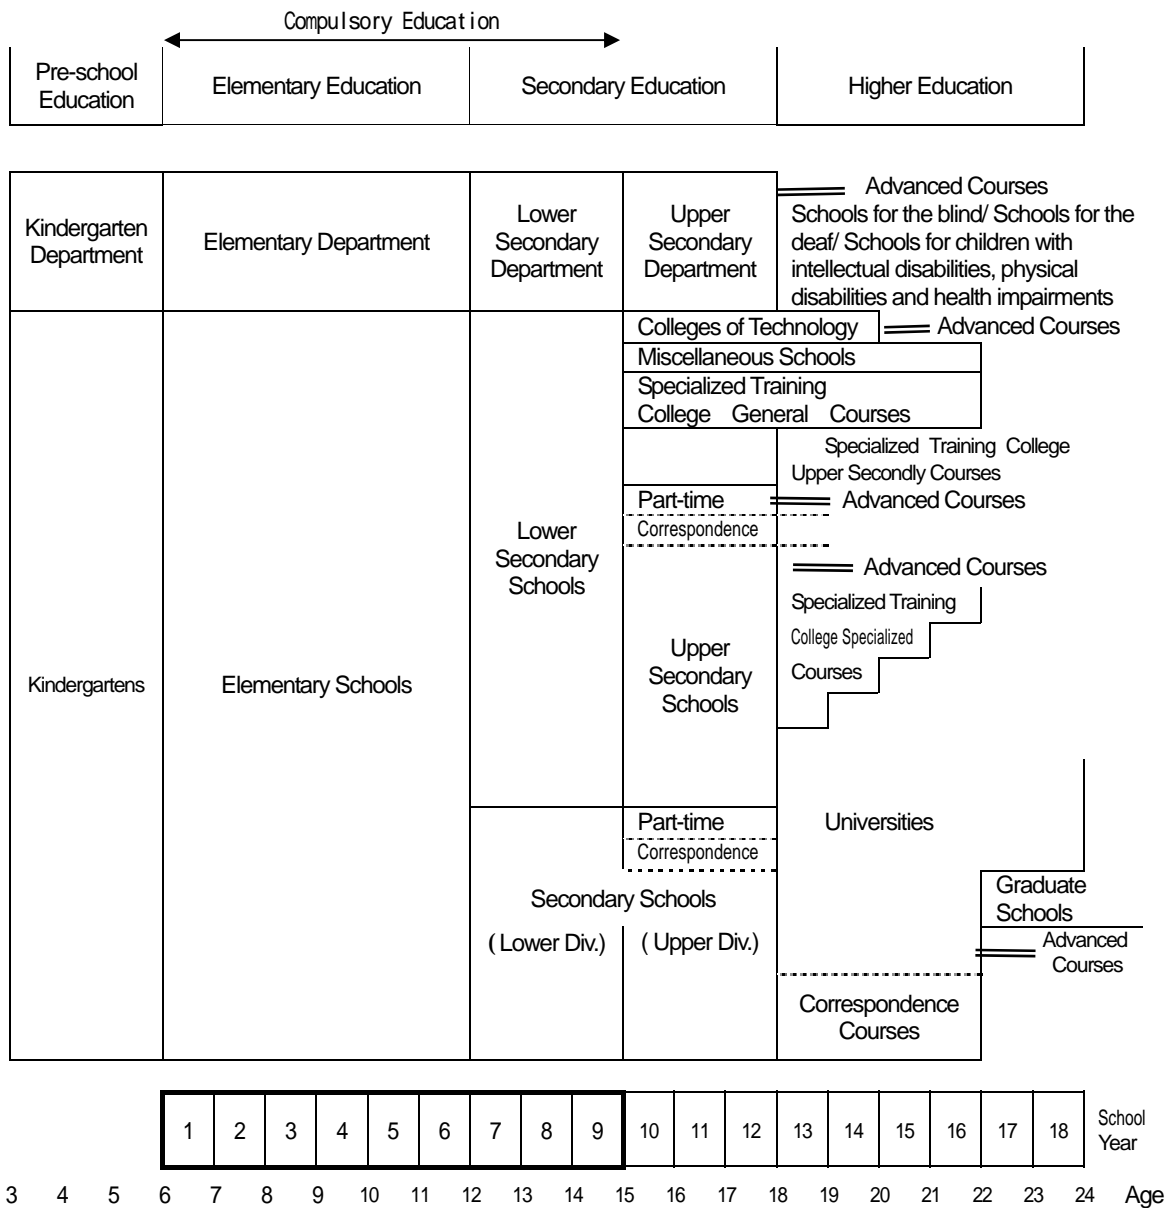 Compulsory Education
Pre-school
Education
Elementary Education
Secondary Education
Higher Education
Kindergarten
Department
Elementary Department
Lower
Secondary
Department
Upper
Secondary
Department
Advanced Courses
Schools for the blind/ Schools for the
deaf/ Schools for children with
intellectual disabilities, physical
disabilities and health impairments
Colleges of Technology
Advanced Courses
Miscellaneous Schools
Specialized Training
College General Courses
Specialized Training College
Upper Secondly Courses
Part-time
Advanced Courses
Correspondence
Lower
Secondary
Schools
Advanced Courses
Specialized Training
College Specialized
Courses
Upper
Secondary
Schools
Kindergartens
Elementary Schools
Part-time
Correspondence
Universities
Secondary Schools
( Lower Div.)
( Upper Div.)
Graduate
Schools
Advanced
Courses
Correspondence
Courses
1 2 3 4 5 6 7 8 9 10 11 12 13 14 15 16 17 18
School
Year
3 4 5 6 7 8 9 10 11 12 13 14 15 16 17 18 19 20 21 22 23 24 Age